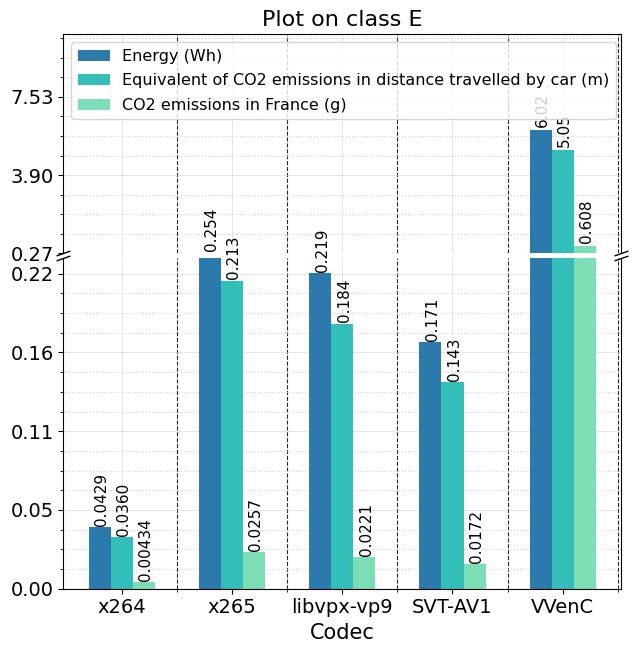 Plot on class E
Energy (Wh)
Equivalent of CO2 emissions in distance travelled by car (m)
CO2 emissions in France (g)
7.53
3.90
0.27
0.22
0.16
0.11
0.05
0.00
0.0429
0.0360
0.00434
0.254
0.213
0.0257
0.219
0.184
0.0221
0.171
0.143
0.0172
6.02
5.05
0.608
x264
x265
libvpx-vp9
SVT-AV1
VVenC
Codec